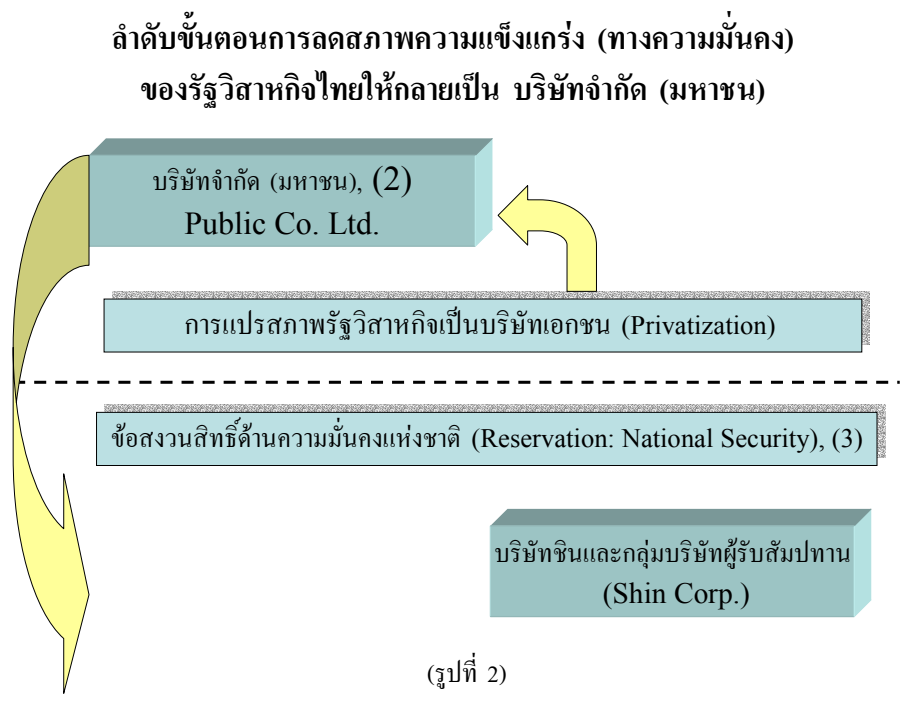 ลำดับขั้นตอนการลดสภาพความแข็งแกร่ง (ทางความมั่นคง)
ของรัฐวิสาหกิจไทยให้กลายเป็น บริษัทจำกัด (มหาชน)
บริษัทจำกัด (มหาชน), (2)
Public Co. Ltd.
การแปรสภาพรัฐวิสาหกิจเป็นบริษัทเอกชน (Privatization)
ข้อสงวนสิทธิ์ด้านความมั่นคงแห่งชาติ (Reservation: National Security), (3)
บริษัทชินและกลุ่มบริษัทผู้รับสัมปทาน
(Shin Corp.)
(รูปที่ 2)